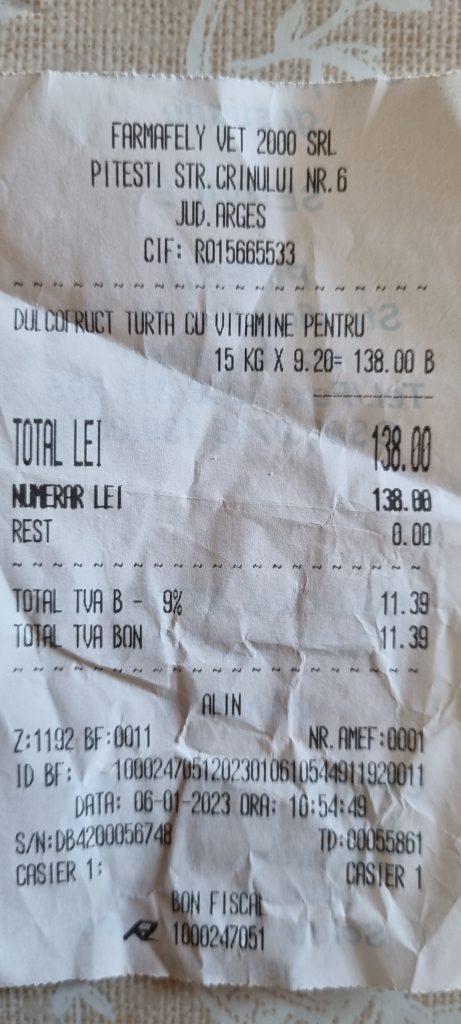 FARMAFELY VET 2000 SRL
PITESTI STR.CRINULUI NR.6
JUD.ARGES
CIF: RO15665533
~ ~ ~ ~ ~ ~ ~ ~ ~ ~ ~ ~ ~ ~ ~ ~ ~ ~ ~ ~ ~ ~
DULCOFRUCT TURTA CU VITAMINE PENTRU
15 KG X 9.20= 138.00 B
TOTAL LEI 138.00
NUMERAR LEI 138.00
REST 0.00
~ ~ ~ ~ ~ ~ ~ ~ ~ ~ ~ ~ ~ ~ ~ ~ ~ ~ ~ ~ ~ ~
TOTAL TVA B - 9% 11.39
TOTAL TVA BON 11.39
~ ~ ~ ~ ~ ~ ~ ~ ~ ~ ~ ~ ~ ~ ~ ~ ~ ~ ~ ~ ~ ~
ALIN
Z:1192 BF:0011 NR.AMEF:0001
ID BF: 10002470512023010610544911920011
DATA: 06-01-2023 ORA: 10:54:49
S/N:DB4200056748 TD:00055861
CASIER 1: CASIER 1
BON FISCAL
1000247051